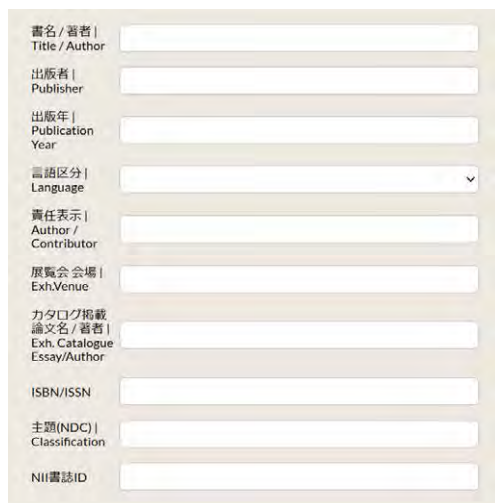 書名 / 著者 |
Title / Author
出版者 |
Publisher
出版年 |
Publication
Year
言語区分 |
Language
責任表示 |
Author /
Contributor
展覧会 会場 |
Exh.Venue
カタログ掲載
論文名 / 著者 |
Exh. Catalogue
Essay/Author
ISBN/ISSN
主題(NDC) |
Classification
NII書誌ID